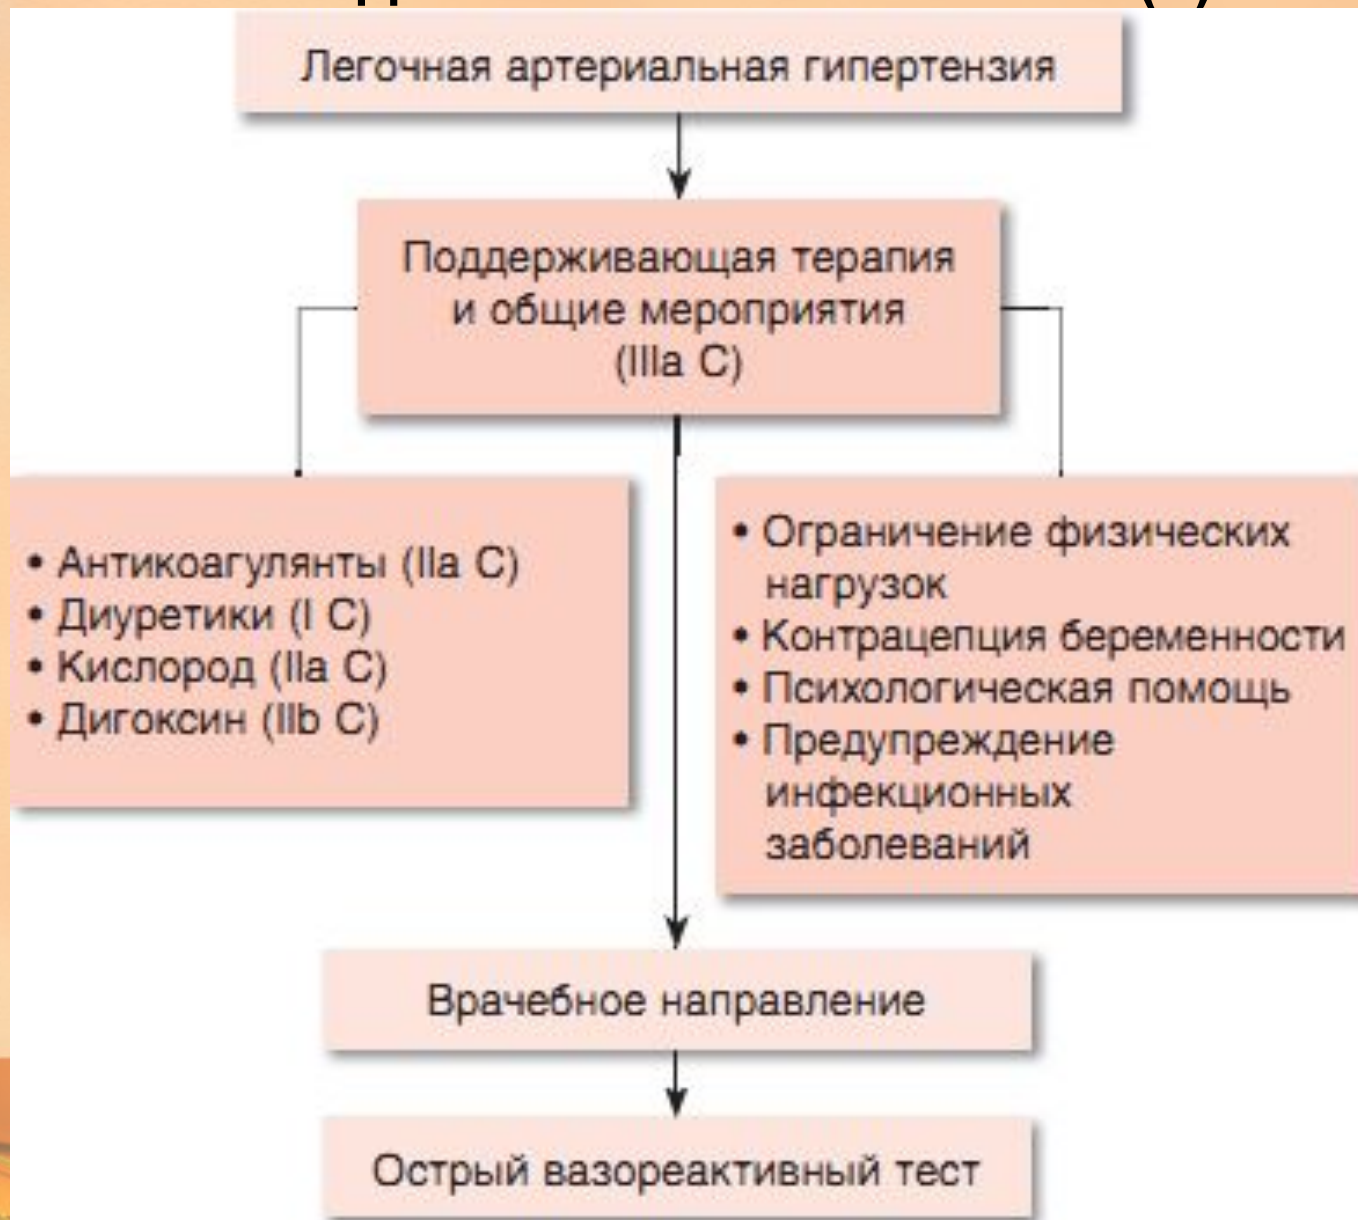 Легочная артериальная гипертензия
Поддерживающая терапия
и общие мероприятия
(IIIa C)
• Антикоагулянты (IIa C)
• Диуретики (I C)
• Кислород (IIa C)
• Дигоксин (IIb C)
• Ограничение физических
нагрузок
• Контрацепция беременности
• Психологическая помощь
• Предупреждение
инфекционных
заболеваний
Врачебное направление
Острый вазореактивный тест